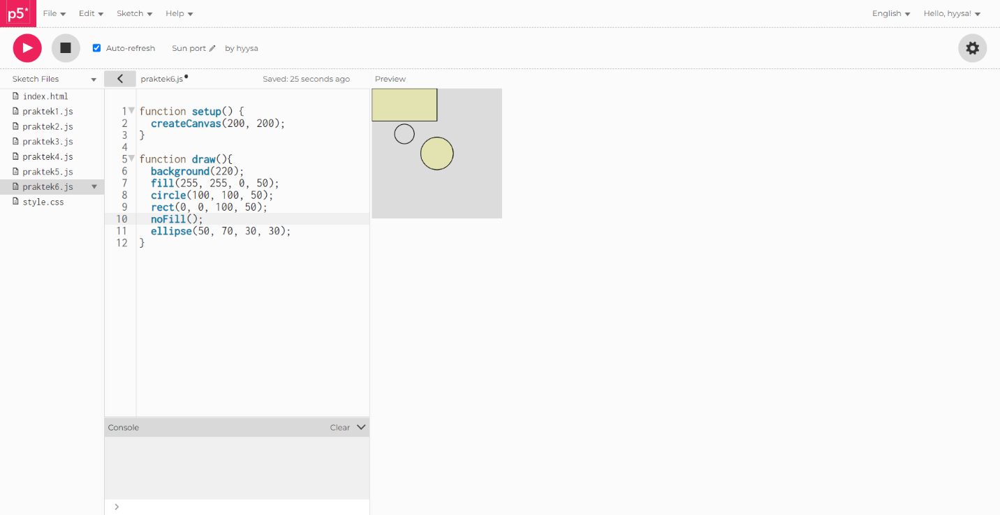 p5* File Edit Sketch Help English Hello, hyysa!
Auto-refresh Sun port by hyysa
Sketch Files praktek6.js Saved: 25 seconds ago Preview
index.html
praktek1.js
praktek2.js
praktek3.js
praktek4.js
praktek5.js
praktek6.js
style.css
1 function setup() {
2 createCanvas(200, 200);
3 }
4
5 function draw(){
6 background(220);
7 fill(255, 255, 0, 50);
8 circle(100, 100, 50);
9 rect(0, 0, 100, 50);
10 noFill();
11 ellipse(50, 70, 30, 30);
12 }
Console Clear
>